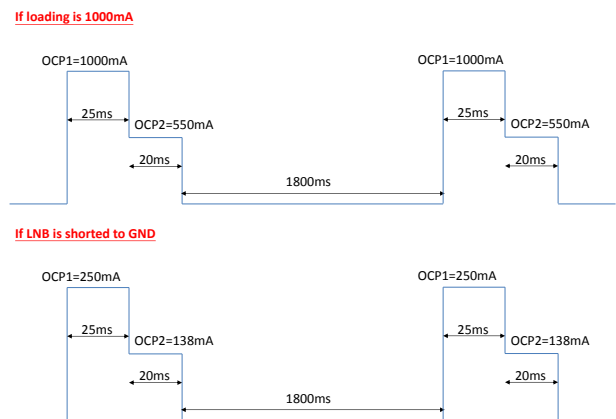 If loading is 1000mA
OCP1=1000mA
OCP1=1000mA
25ms
25ms
OCP2=550mA
OCP2=550mA
20ms
20ms
1800ms
If LNB is shorted to GND
OCP1=250mA
OCP1=250mA
25ms
25ms
OCP2=138mA
OCP2=138mA
20ms
20ms
1800ms